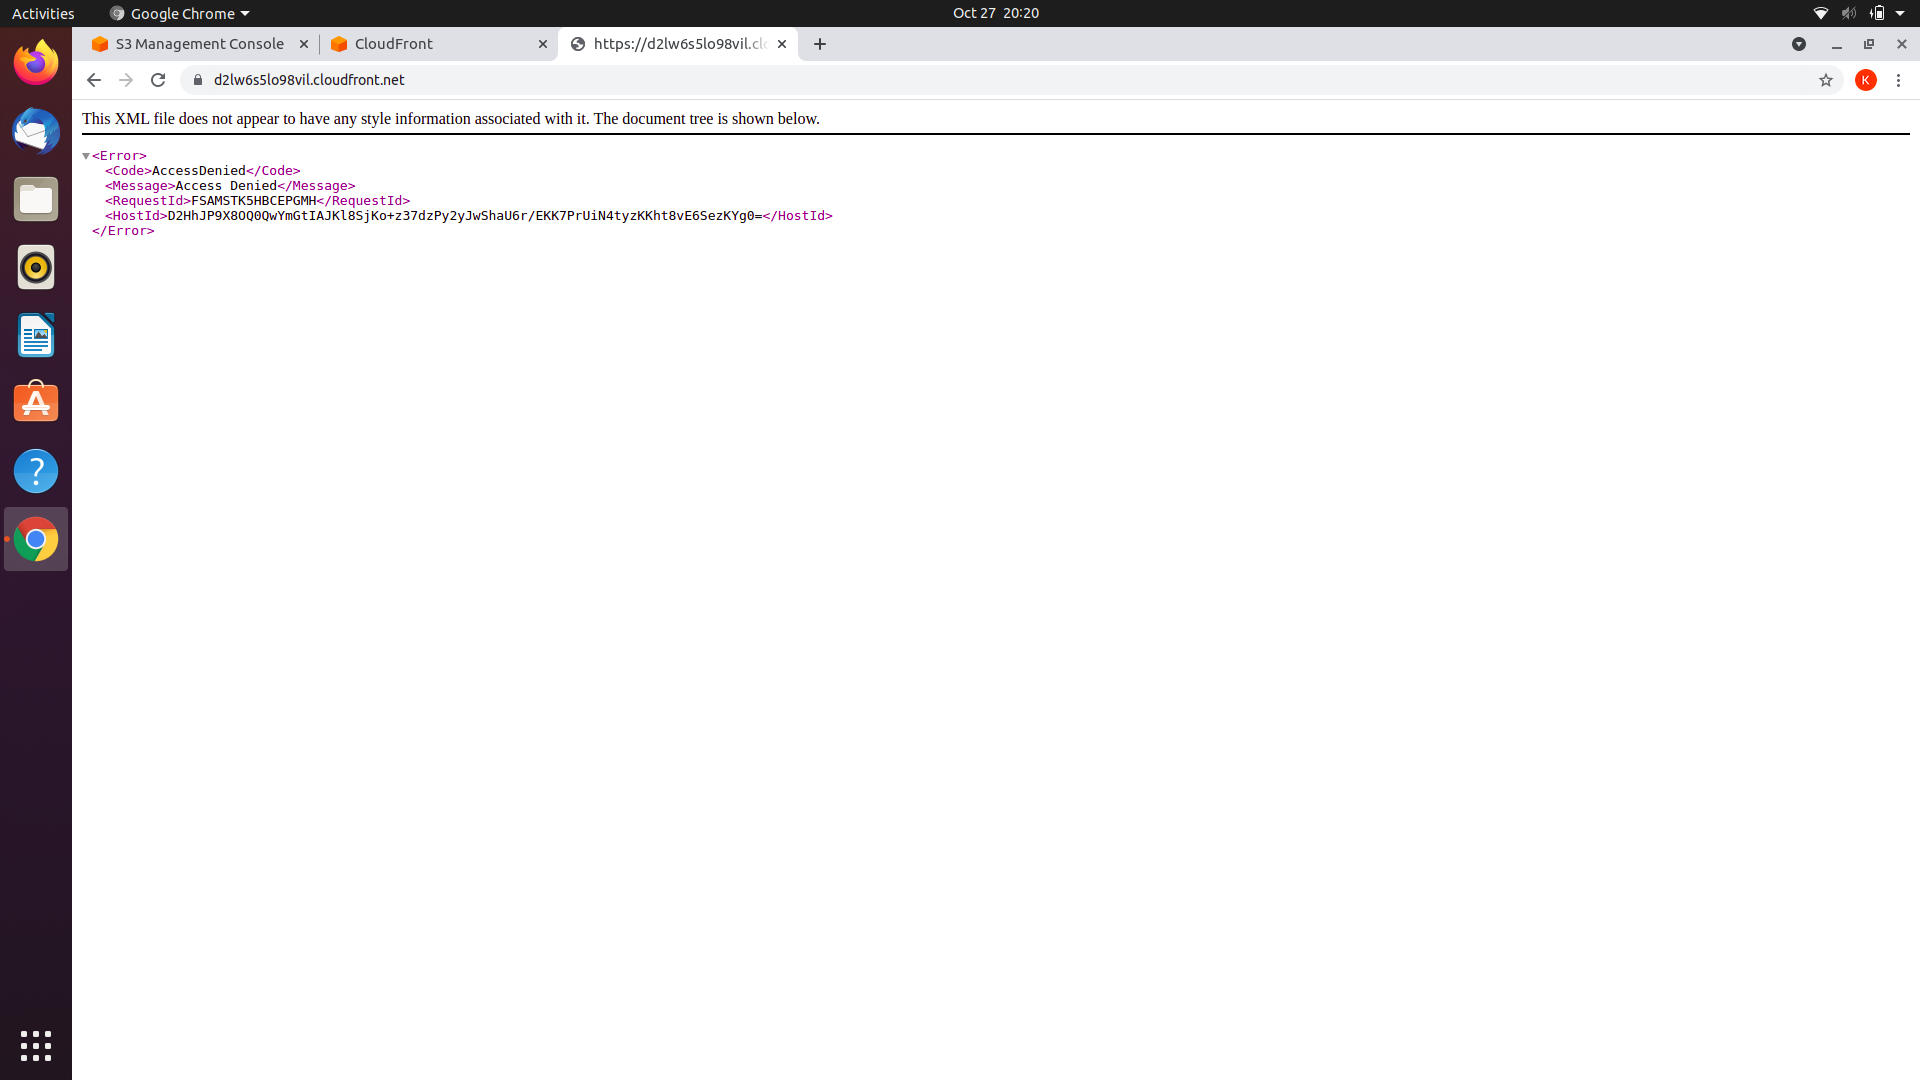 Activities
Google Chrome
Oct 27 20:20
S3 Management Console
CloudFront
https://d2lw6s5lo98vil.clo
d2lw6s5lo98vil.cloudfront.net
K
This XML file does not appear to have any style information associated with it. The document tree is shown below.
<Error>
<Code>AccessDenied</Code>
<Message>Access Denied</Message>
<RequestId>FSAMSTK5HBCEPGMH</RequestId>
<HostId>D2HhJP9X8OQ0QwYmGtIAJKl8SjKo+z37dzPy2yJwShaU6r/EKK7PrUiN4tyzKKht8vE6SezKYg0=</HostId>
</Error>